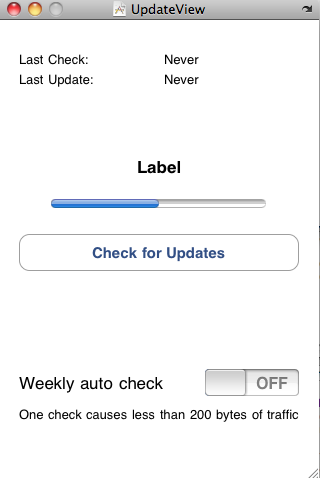 UpdateView
Last Check: Never
Last Update: Never
Label
Check for Updates
Weekly auto check OFF
One check causes less than 200 bytes of traffic